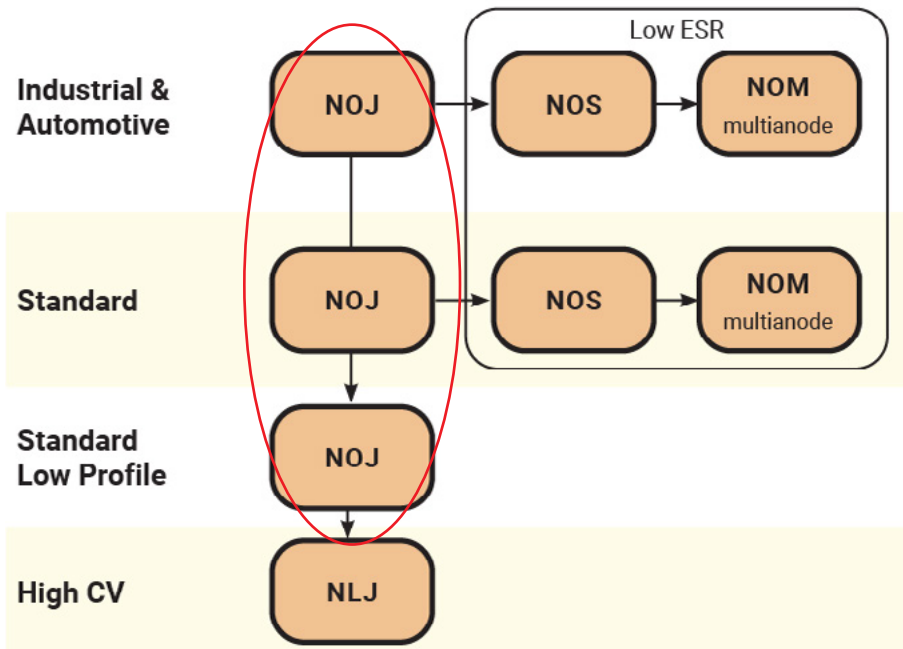 Low ESR
Industrial &
Automotive
NOJ
NOS
NOM
multianode
Standard
NOJ
NOS
NOM
multianode
Standard
Low Profile
NOJ
High CV
NLJ